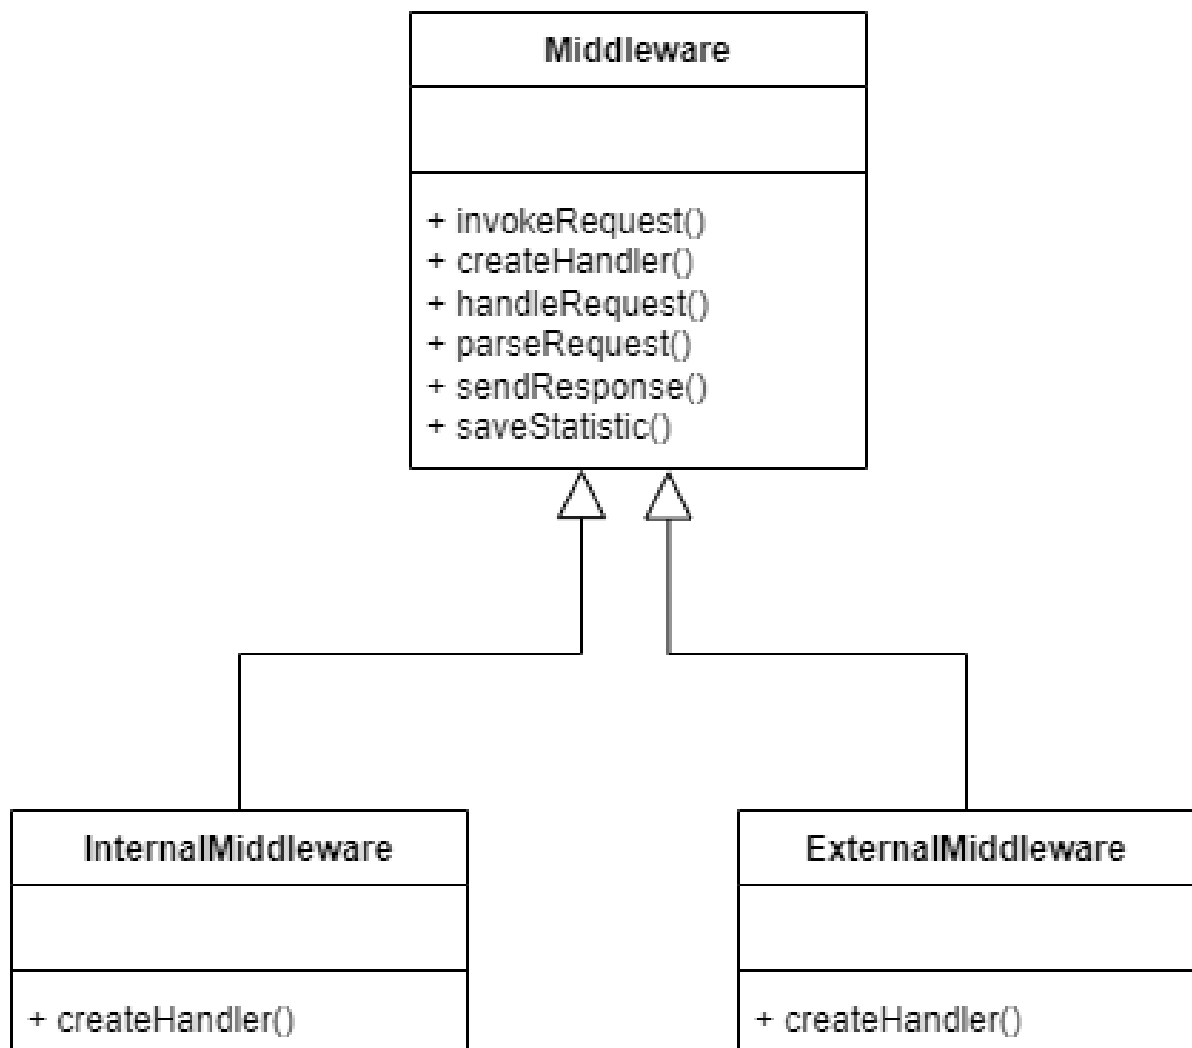 Middleware
+ invokeRequest()
+ createHandler()
+ handleRequest()
+ parseRequest()
+ sendResponse()
+ saveStatistic()
InternalMiddleware
+ createHandler()
ExternalMiddleware
+ createHandler()